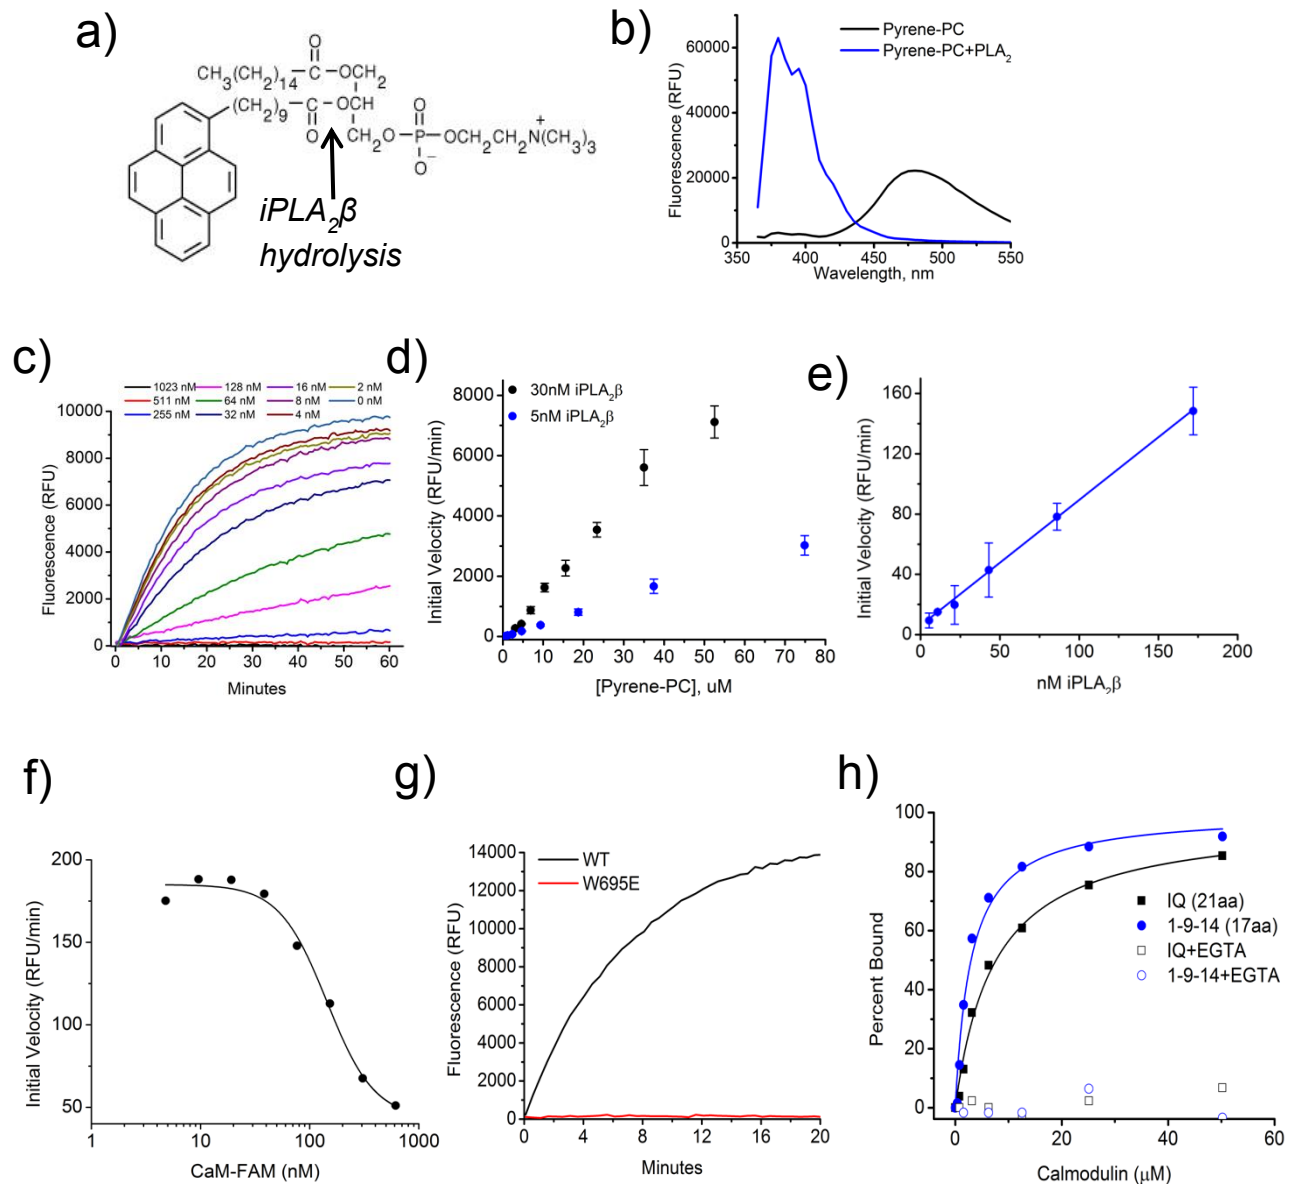 a)
O
CH3(CH2)14 C OCH2
(CH2)9 C OCH
O
CH2O P OCH2CH2N(CH3)3
O
+
O
−
iPLA2β
hydrolysis
b)
Fluorescence (RFU)
60000
40000
20000
0
Pyrene-PC
Pyrene-PC+PLA2
350 400 450 500 550
Wavelength, nm
c)
1023 nM 128 nM 16 nM 2 nM
511 nM 64 nM 8 nM 0 nM
255 nM 32 nM 4 nM
Fluorescence (RFU)
10000
8000
6000
4000
2000
0
0 10 20 30 40 50 60
Minutes
d)
30nM iPLA2β
5nM iPLA2β
Initial Velocity (RFU/min)
8000
6000
4000
2000
0
0 10 20 30 40 50 60 70 80
[Pyrene-PC], uM
e)
Initial Velocity (RFU/min)
160
120
80
40
0
0 50 100 150 200
nM iPLA2β
f)
Initial Velocity (RFU/min)
200
150
100
50
1 10 100 1000
CaM-FAM (nM)
g)
WT
W695E
Fluorescence (RFU)
14000
12000
10000
8000
6000
4000
2000
0
0 4 8 12 16 20
Minutes
h)
Percent Bound
100
80
60
40
20
0
IQ (21aa)
1-9-14 (17aa)
IQ+EGTA
1-9-14+EGTA
0 20 40 60
Calmodulin (μM)